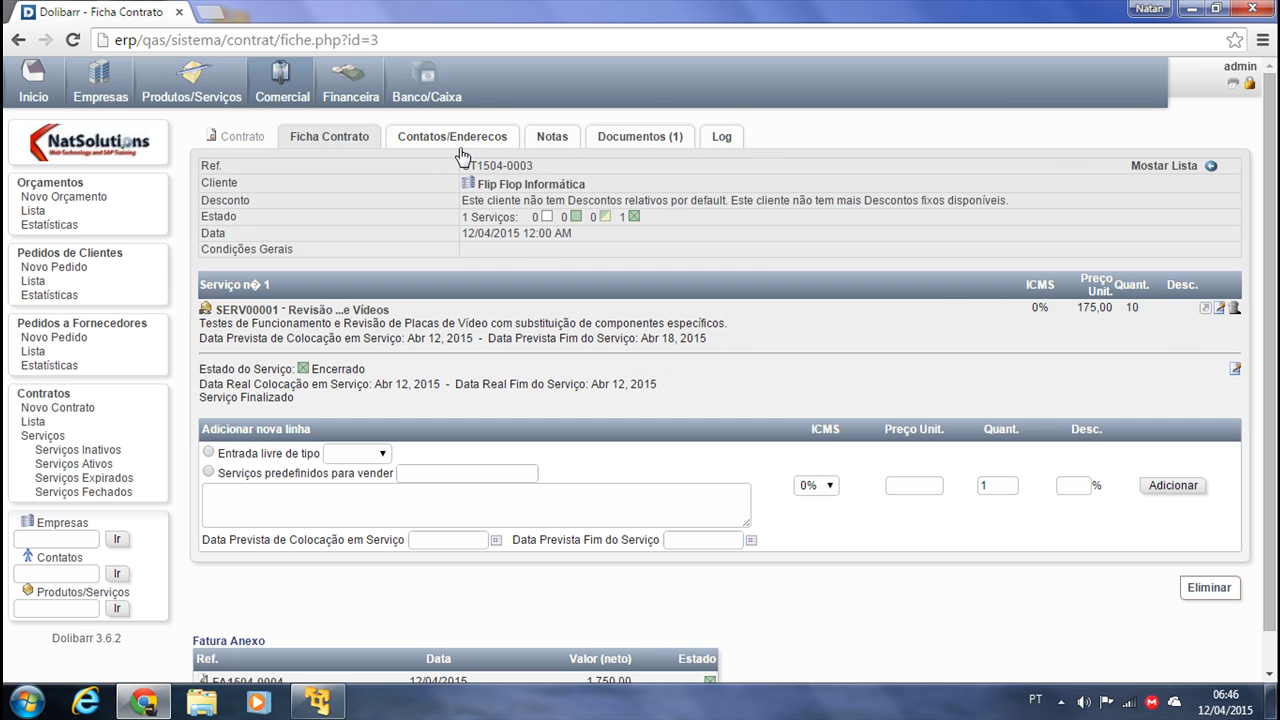 Dolibarr - Ficha Contrato
Natan
erp/qas/sistema/contrat/fiche.php?id=3
Inicio
Empresas
Produtos/Serviços
Comercial
Financeira
Banco/Caixa
admin
NatSolutions
Web Technology and SAP Training
Contrato
Ficha Contrato
Contatos/Enderecos
Notas
Documentos (1)
Log
Orçamentos
Novo Orçamento
Lista
Estatísticas
Pedidos de Clientes
Novo Pedido
Lista
Estatísticas
Pedidos a Fornecedores
Novo Pedido
Lista
Estatísticas
Contratos
Novo Contrato
Lista
Serviços
Serviços Inativos
Serviços Ativos
Serviços Expirados
Serviços Fechados
Empresas
Ir
Contatos
Ir
Produtos/Serviços
Ir
Dolibarr 3.6.2
Ref. T1504-0003 Mostar Lista
Cliente Flip Flop Informática
Desconto Este cliente não tem Descontos relativos por default. Este cliente não tem mais Descontos fixos disponíveis.
Estado 1 Serviços: 0 0 0 1
Data 12/04/2015 12:00 AM
Condições Gerais
Serviço n� 1 ICMS Preço Unit. Quant. Desc.
SERV00001 - Revisão ...e Vídeos 0% 175,00 10
Testes de Funcionamento e Revisão de Placas de Vídeo com substituição de componentes específicos.
Data Prevista de Colocação em Serviço: Abr 12, 2015 - Data Prevista Fim do Serviço: Abr 18, 2015
Estado do Serviço: Encerrado
Data Real Colocação em Serviço: Abr 12, 2015 - Data Real Fim do Serviço: Abr 12, 2015
Serviço Finalizado
Adicionar nova linha ICMS Preço Unit. Quant. Desc.
Entrada livre de tipo
Serviços predefinidos para vender
0% 1 % Adicionar
Data Prevista de Colocação em Serviço Data Prevista Fim do Serviço
Eliminar
Fatura Anexo
Ref. Data Valor (neto) Estado
FA1504-0004 12/04/2015 1.750,00
PT
06:46
12/04/2015